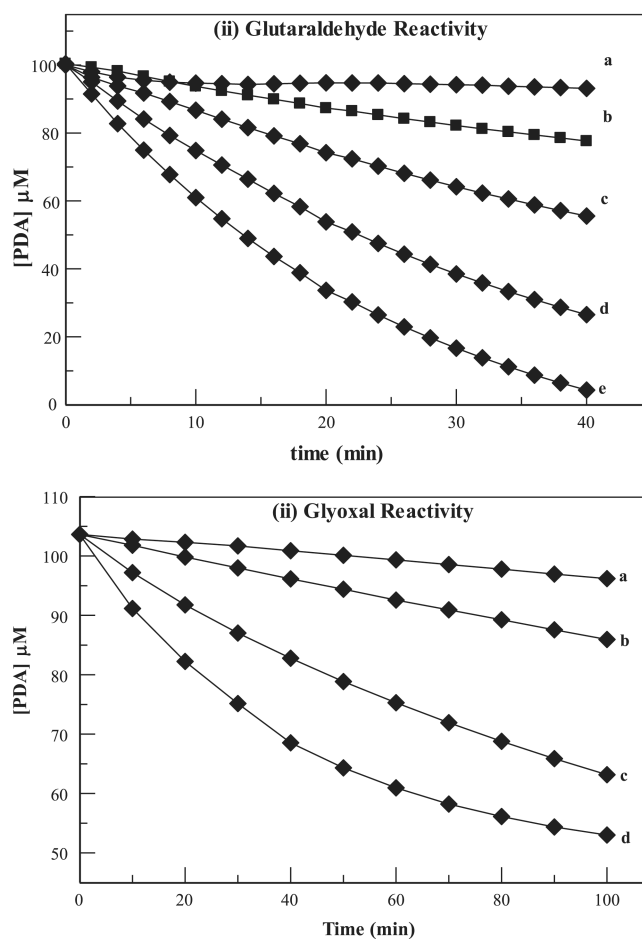 (ii) Glutaraldehyde Reactivity
100
80
60
40
20
0
[PDA] µM
a
b
c
d
e
0 10 20 30 40
time (min)
(ii) Glyoxal Reactivity
110
100
90
80
70
60
50
[PDA] µM
a
b
c
d
0 20 40 60 80 100
Time (min)